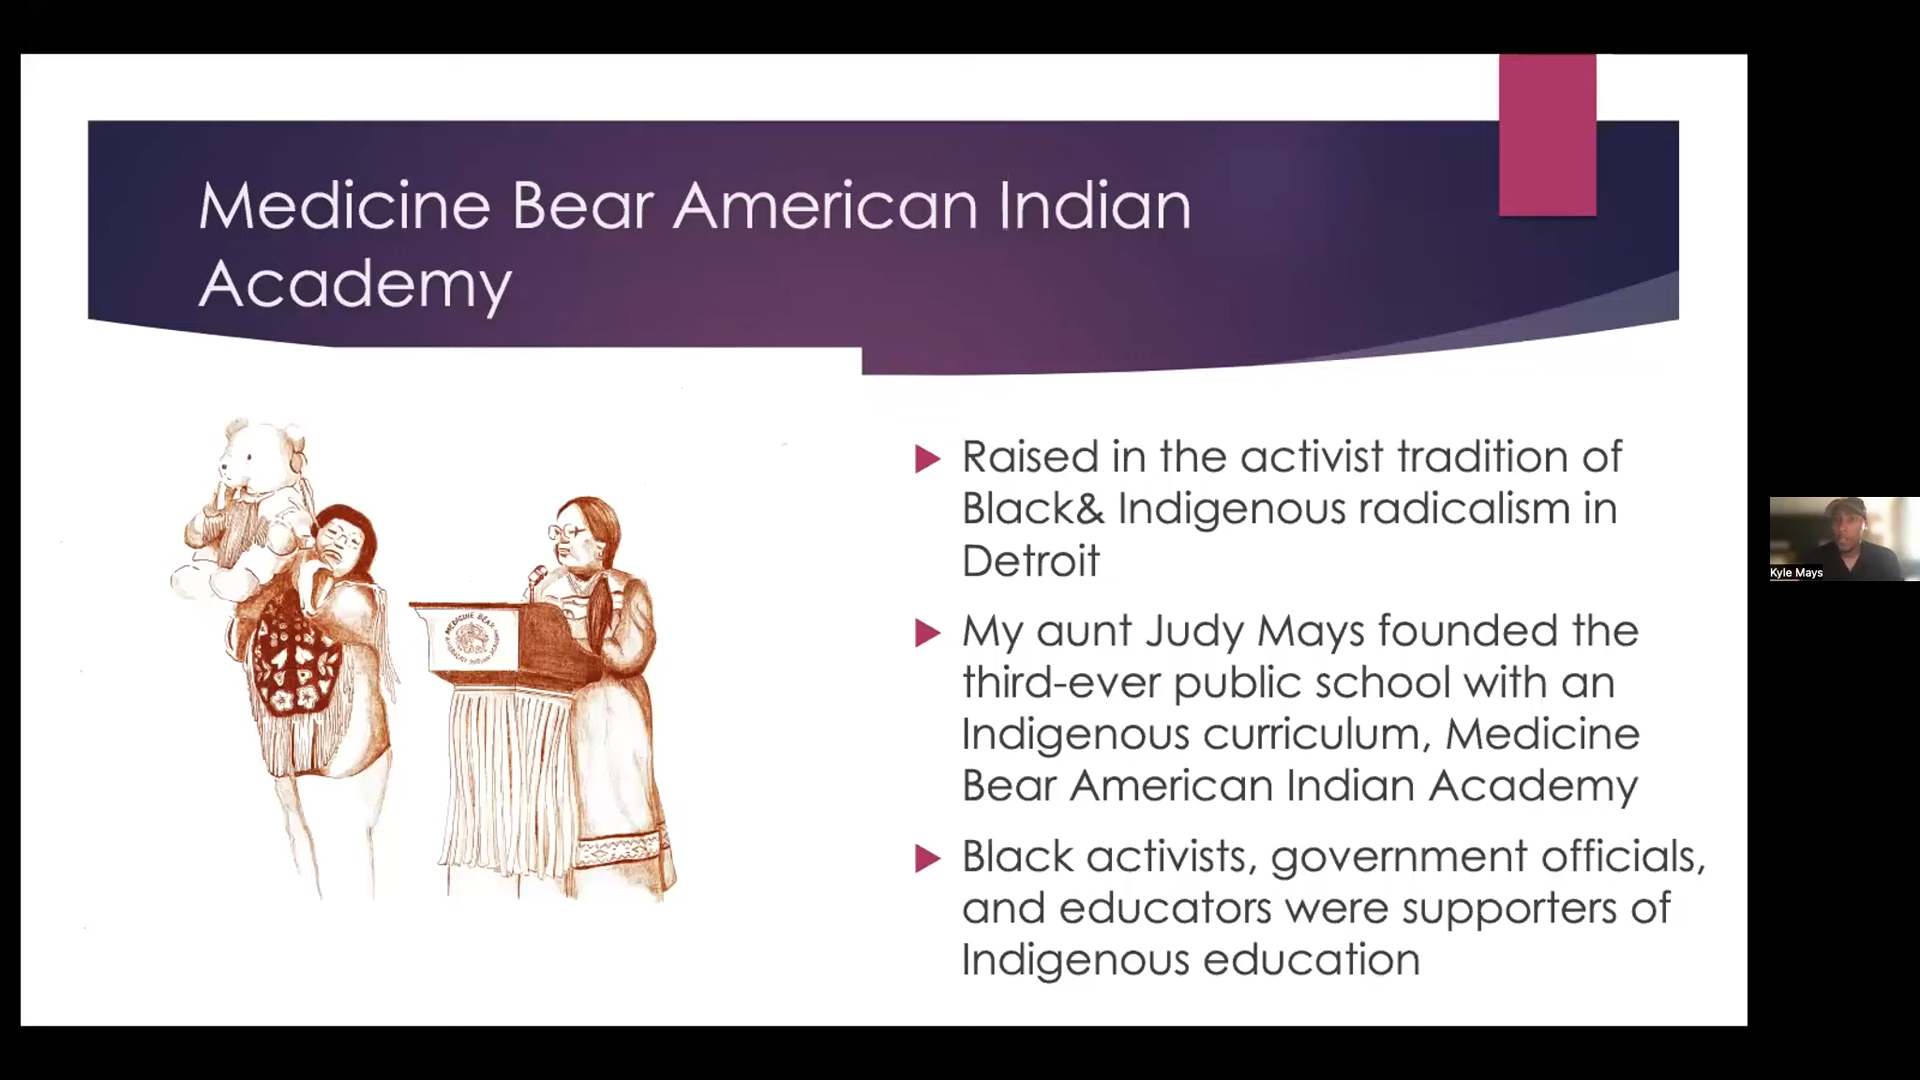 Medicine Bear American Indian
Academy
MEDICINE BEAR
Raised in the activist tradition of
Black& Indigenous radicalism in
Detroit
My aunt Judy Mays founded the
third-ever public school with an
Indigenous curriculum, Medicine
Bear American Indian Academy
Black activists, government officials,
and educators were supporters of
Indigenous education
Kyle Mays